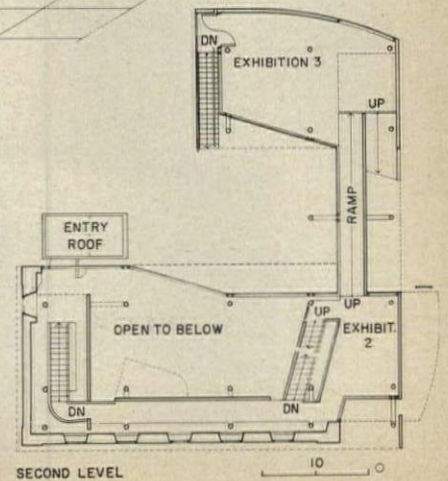 DN
EXHIBITION 3
UP
RAMP
ENTRY
ROOF
OPEN TO BELOW
UP
UP
EXHIBIT.
2
DN
DN
SECOND LEVEL
10